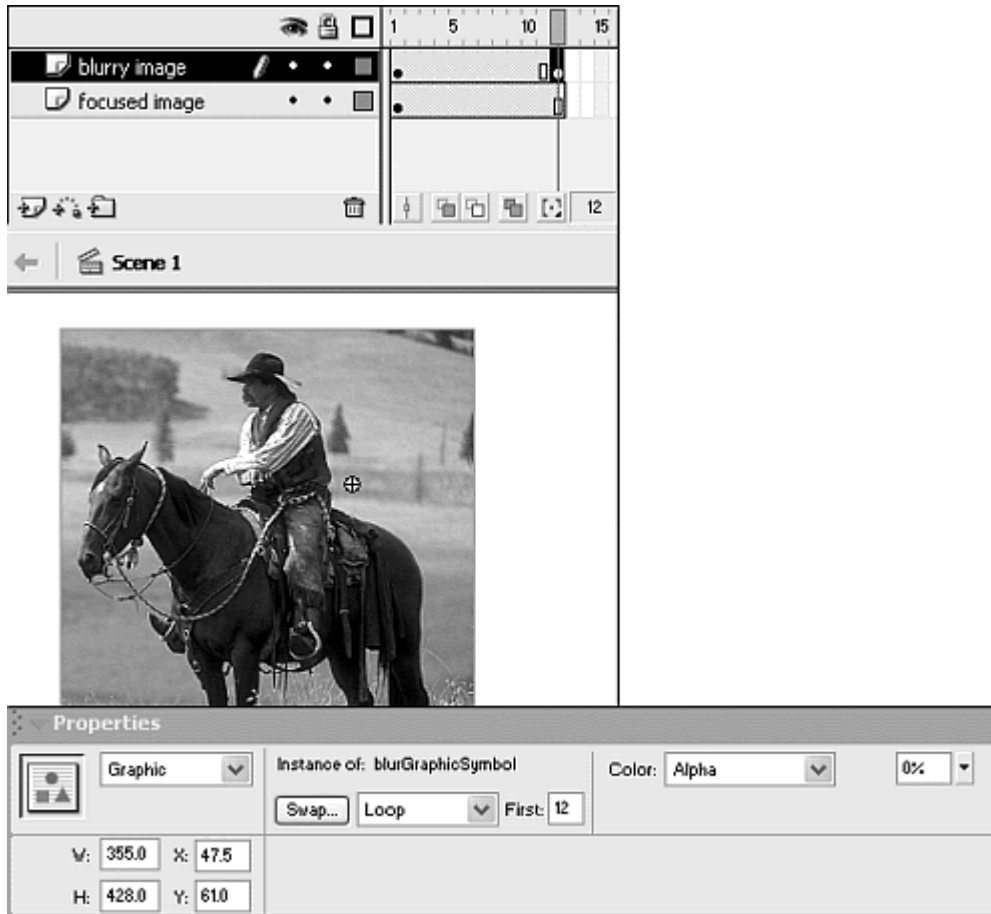 1 5 10 15
blurry image
focused image
12
Scene 1
Properties
Graphic
Instance of: blurGraphicSymbol
Color: Alpha 0%
Swap... Loop First: 12
W: 355.0 X: 47.5
H: 428.0 Y: 61.0